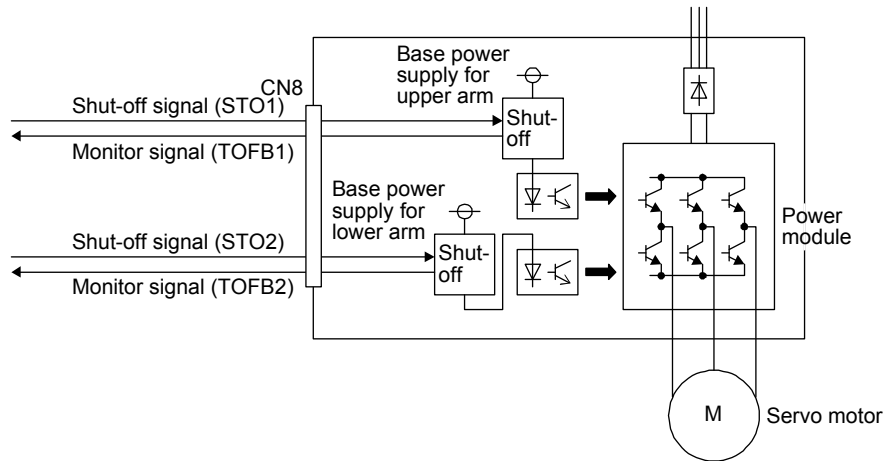 Base power
supply for
upper arm
CN8
Shut-off signal (STO1)
Shut-
off
Monitor signal (TOFB1)
Base power
supply for
lower arm
Power
module
Shut-off signal (STO2)
Shut-
off
Monitor signal (TOFB2)
M
Servo motor